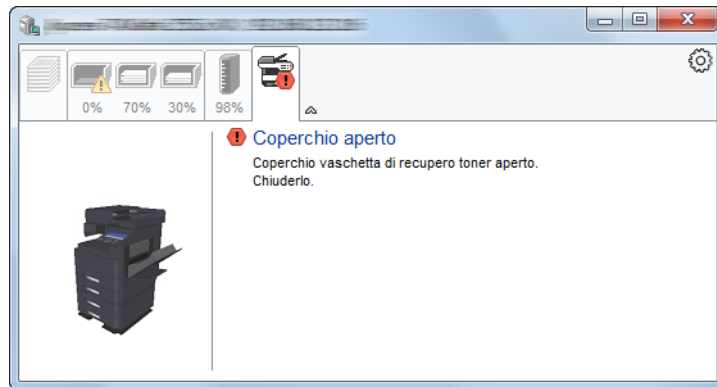 0% 70% 30% 98%
Coperchio aperto
Coperchio vaschetta di recupero toner aperto.
Chiuderlo.